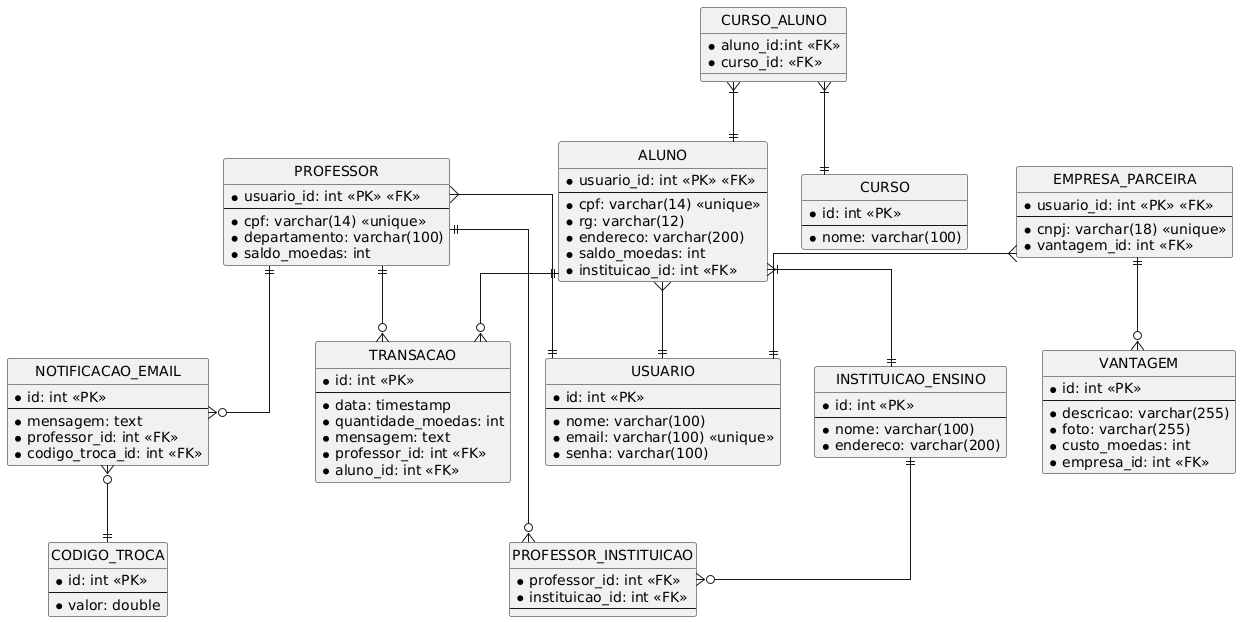 CURSO_ALUNO
aluno_id:int «FK»
curso_id: «FK»
PROFESSOR
usuario_id: int «PK» «FK»
cpf: varchar(14) «unique»
departamento: varchar(100)
saldo_moedas: int
ALUNO
usuario_id: int «PK» «FK»
cpf: varchar(14) «unique»
rg: varchar(12)
endereco: varchar(200)
saldo_moedas: int
instituicao_id: int «FK»
CURSO
id: int «PK»
nome: varchar(100)
EMPRESA_PARCEIRA
usuario_id: int «PK» «FK»
cnpj: varchar(18) «unique»
vantagem_id: int «FK»
NOTIFICACAO_EMAIL
id: int «PK»
mensagem: text
professor_id: int «FK»
codigo_troca_id: int «FK»
TRANSACAO
id: int «PK»
data: timestamp
quantidade_moedas: int
mensagem: text
professor_id: int «FK»
aluno_id: int «FK»
USUARIO
id: int «PK»
nome: varchar(100)
email: varchar(100) «unique»
senha: varchar(100)
INSTITUICAO_ENSINO
id: int «PK»
nome: varchar(100)
endereco: varchar(200)
VANTAGEM
id: int «PK»
descricao: varchar(255)
foto: varchar(255)
custo_moedas: int
empresa_id: int «FK»
CODIGO_TROCA
id: int «PK»
valor: double
PROFESSOR_INSTITUICAO
professor_id: int «FK»
instituicao_id: int «FK»